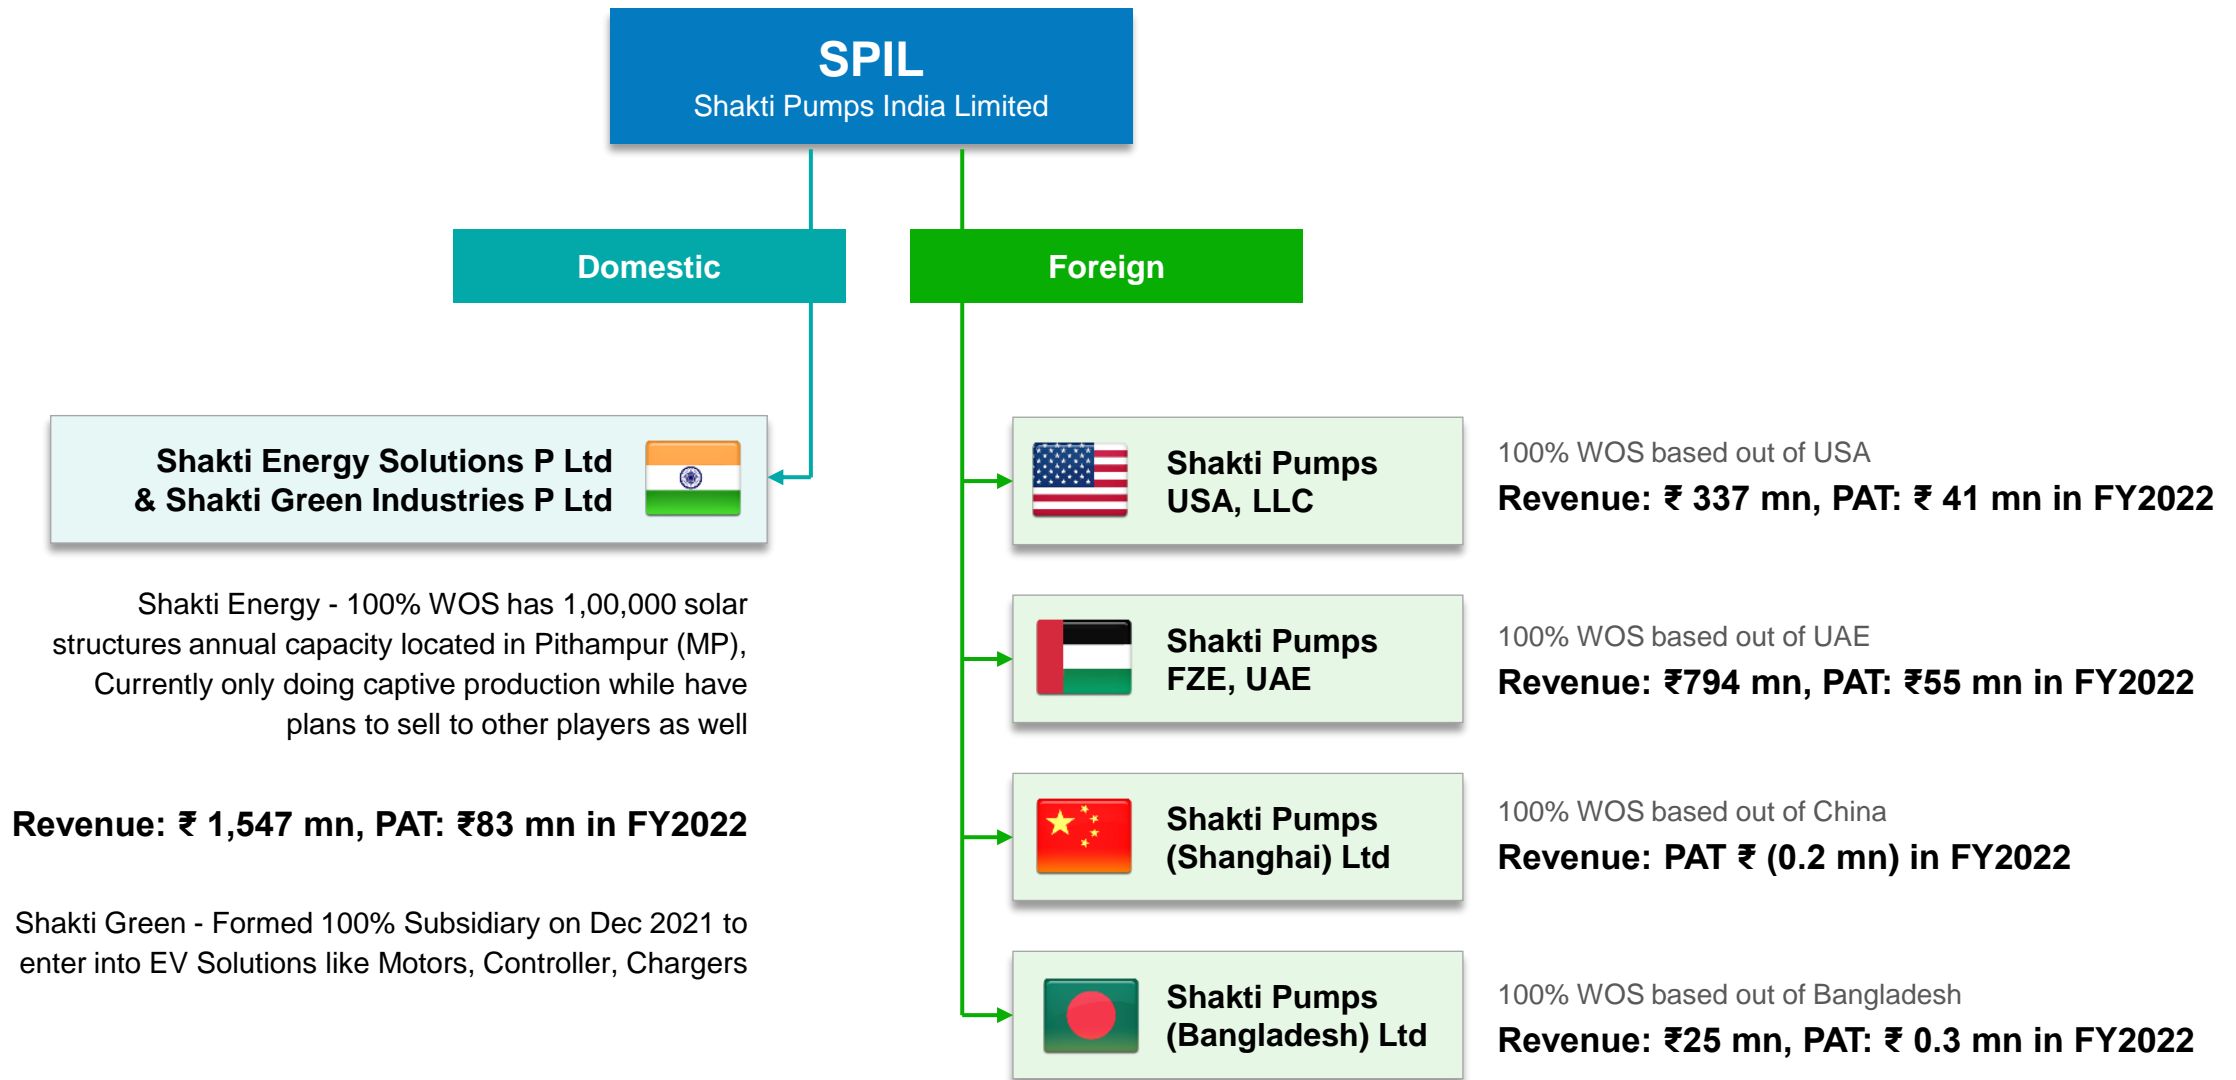 SPIL
Shakti Pumps India Limited
Domestic
Foreign
Shakti Energy Solutions P Ltd
& Shakti Green Industries P Ltd
Shakti Energy - 100% WOS has 1,00,000 solar
structures annual capacity located in Pithampur (MP),
Currently only doing captive production while have
plans to sell to other players as well
Revenue: ₹ 1,547 mn, PAT: ₹83 mn in FY2022
Shakti Green - Formed 100% Subsidiary on Dec 2021 to
enter into EV Solutions like Motors, Controller, Chargers
Shakti Pumps
USA, LLC
100% WOS based out of USA
Revenue: ₹ 337 mn, PAT: ₹ 41 mn in FY2022
Shakti Pumps
FZE, UAE
100% WOS based out of UAE
Revenue: ₹794 mn, PAT: ₹55 mn in FY2022
Shakti Pumps
(Shanghai) Ltd
100% WOS based out of China
Revenue: PAT ₹ (0.2 mn) in FY2022
Shakti Pumps
(Bangladesh) Ltd
100% WOS based out of Bangladesh
Revenue: ₹25 mn, PAT: ₹ 0.3 mn in FY2022